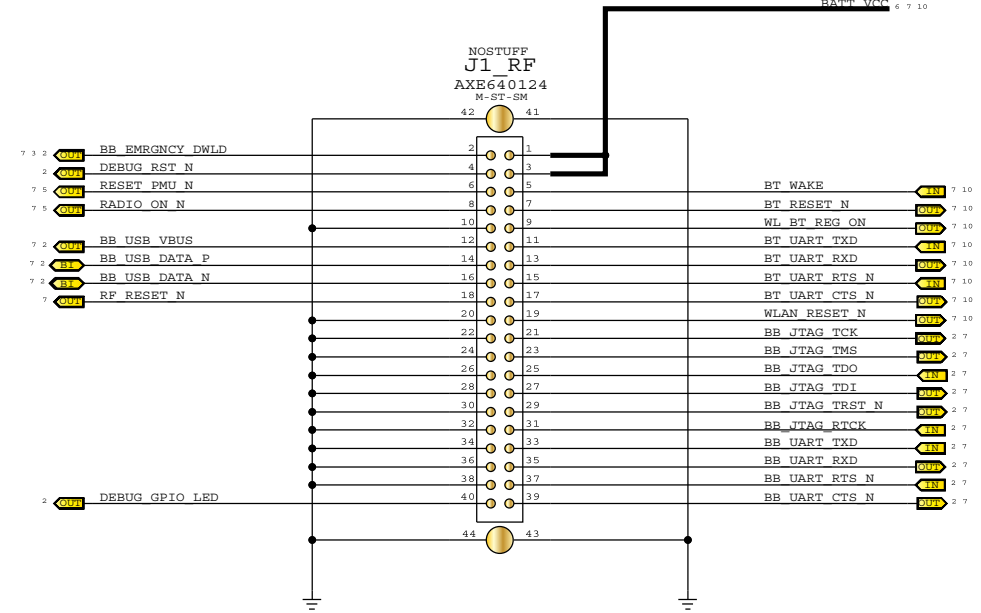 BATT_VCC 6 7 10
NOSTUFF
J1_RF
AXE640124
M-ST-SM
42 41
7 3 2 OUT BB_EMRGNCY_DWLD 2 1
2 OUT DEBUG_RST_N 4 3
7 5 OUT RESET_PMU_N 6 5 BT_WAKE IN 7 10
7 5 OUT RADIO_ON_N 8 7 BT_RESET_N OUT 7 10
10 9 WL_BT_REG_ON OUT 7 10
7 2 OUT BB_USB_VBUS 12 11 BT_UART_TXD IN 7 10
7 2 BI BB_USB_DATA_P 14 13 BT_UART_RXD OUT 7 10
7 2 BI BB_USB_DATA_N 16 15 BT_UART_RTS_N IN 7 10
7 OUT RF_RESET_N 18 17 BT_UART_CTS_N OUT 7 10
20 19 WLAN_RESET_N OUT 7 10
22 21 BB_JTAG_TCK OUT 2 7
24 23 BB_JTAG_TMS OUT 2 7
26 25 BB_JTAG_TDO IN 2 7
28 27 BB_JTAG_TDI OUT 2 7
30 29 BB_JTAG_TRST_N OUT 2 7
32 31 BB_JTAG_RTCK IN 2 7
34 33 BB_UART_TXD IN 2 7
36 35 BB_UART_RXD OUT 2 7
38 37 BB_UART_RTS_N IN 2 7
2 OUT DEBUG_GPIO_LED 40 39 BB_UART_CTS_N OUT 2 7
44 43